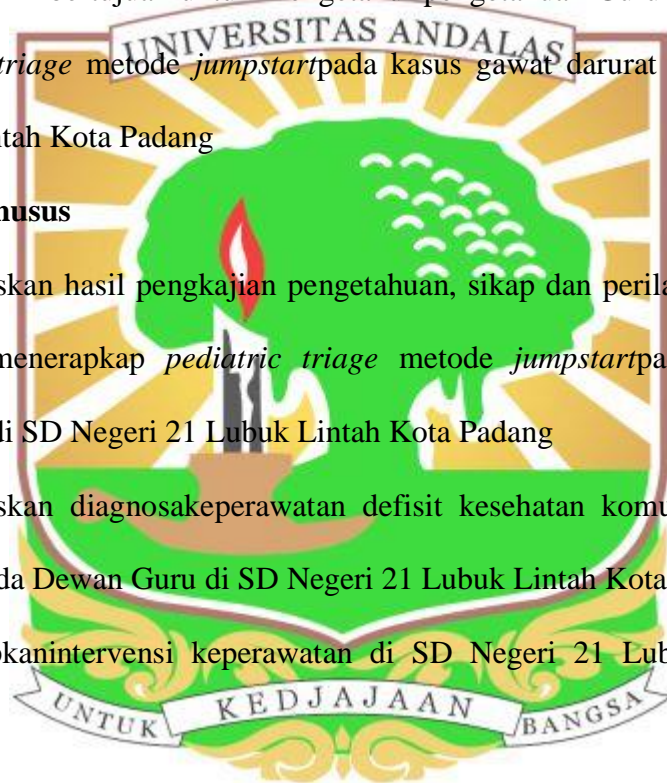 UNIVERSITAS ANDALAS
triage metode jumpstartpada kasus gawat darurat
ntah Kota Padang
husus
skan hasil pengkajian pengetahuan, sikap dan perila
menerapkap pediatric triage metode jumpstartpa
di SD Negeri 21 Lubuk Lintah Kota Padang
skan diagnosakeperawatan defisit kesehatan komu
da Dewan Guru di SD Negeri 21 Lubuk Lintah Kota
kanintervensi keperawatan di SD Negeri 21 Lub
UNTUK KEDJAJAAN BANGSA